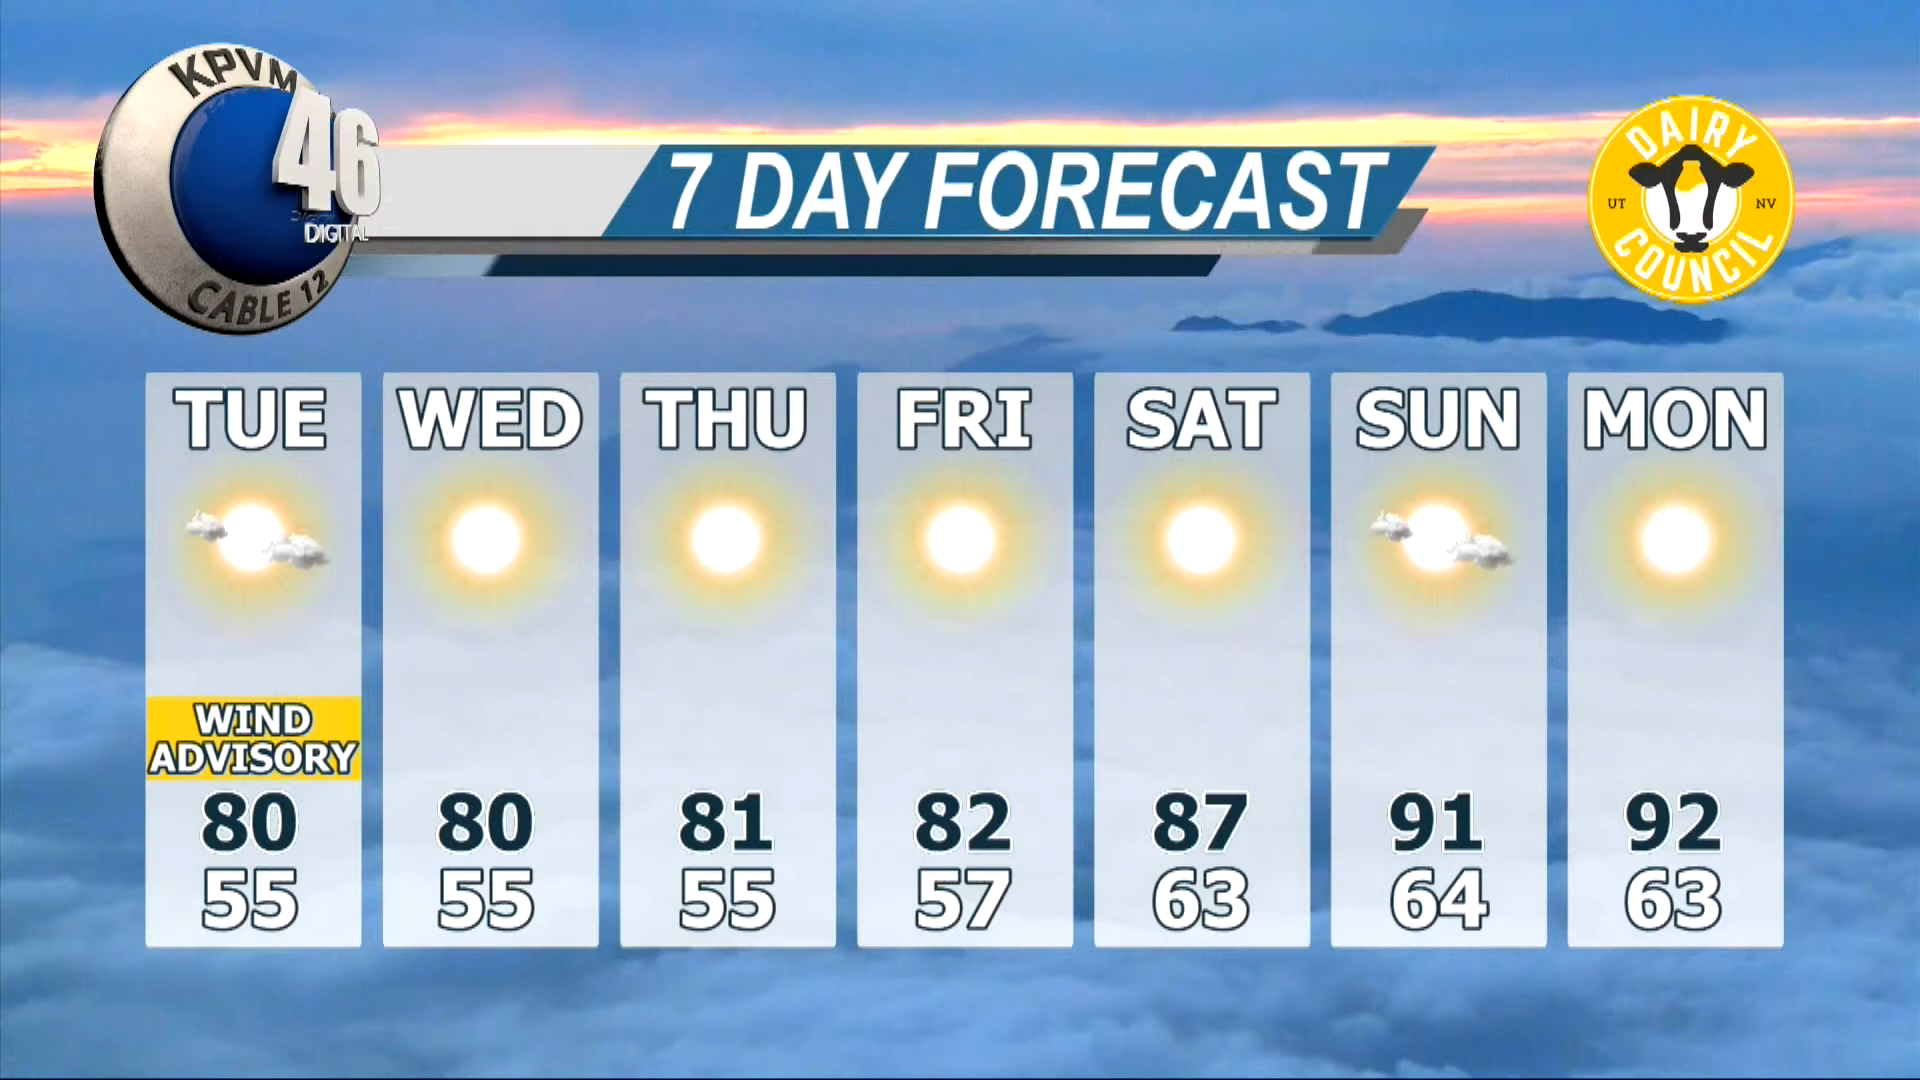 KPVM
46
DIGITAL
CABLE 12
7 DAY FORECAST
DAIRY
UT NV
COUNCIL
TUE WED THU FRI SAT SUN MON
WIND
ADVISORY
80 80 81 82 87 91 92
55 55 55 57 63 64 63